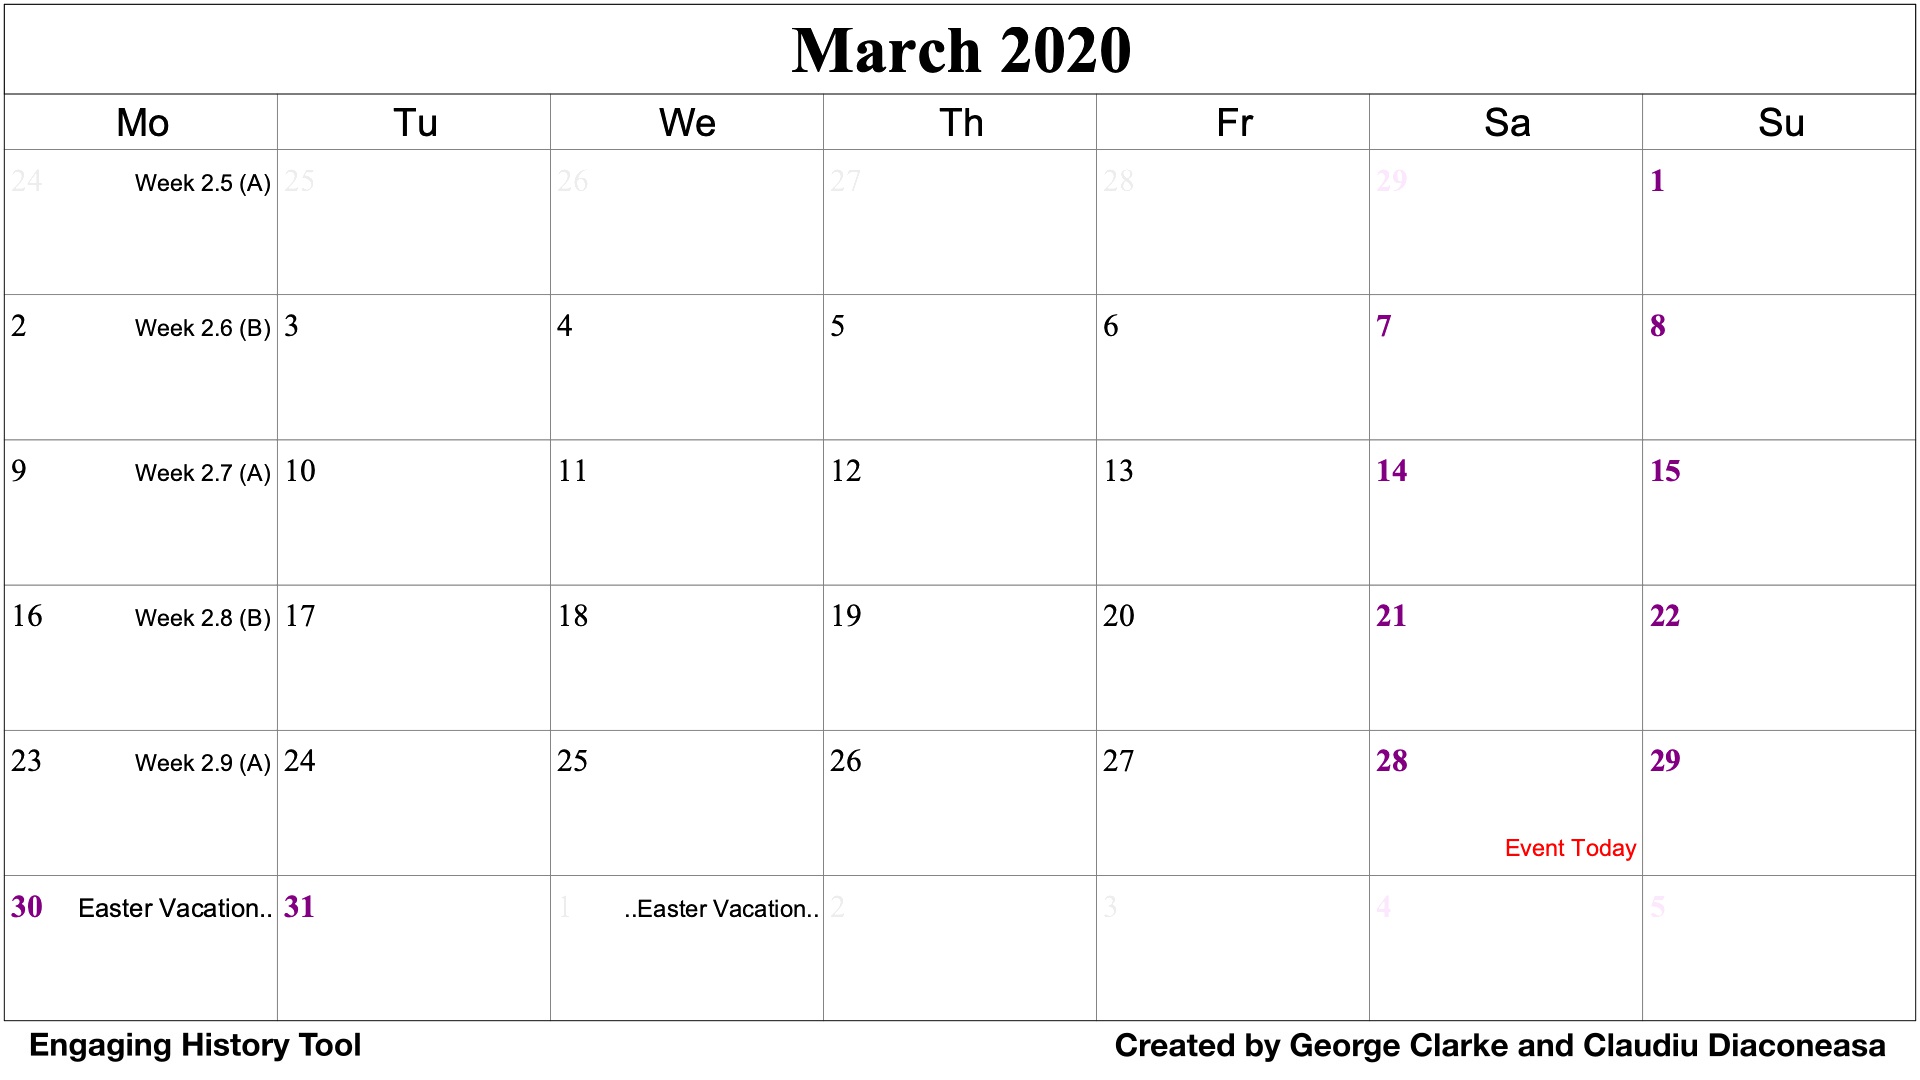 March 2020
Mo Tu We Th Fr Sa Su
24 Week 2.5 (A) 25 26 27 28 29 1
2 Week 2.6 (B) 3 4 5 6 7 8
9 Week 2.7 (A) 10 11 12 13 14 15
16 Week 2.8 (B) 17 18 19 20 21 22
23 Week 2.9 (A) 24 25 26 27 28 29
Event Today
30 Easter Vacation.. 31 1 ..Easter Vacation.. 2 3 4 5
Engaging History Tool Created by George Clarke and Claudiu Diaconeasa